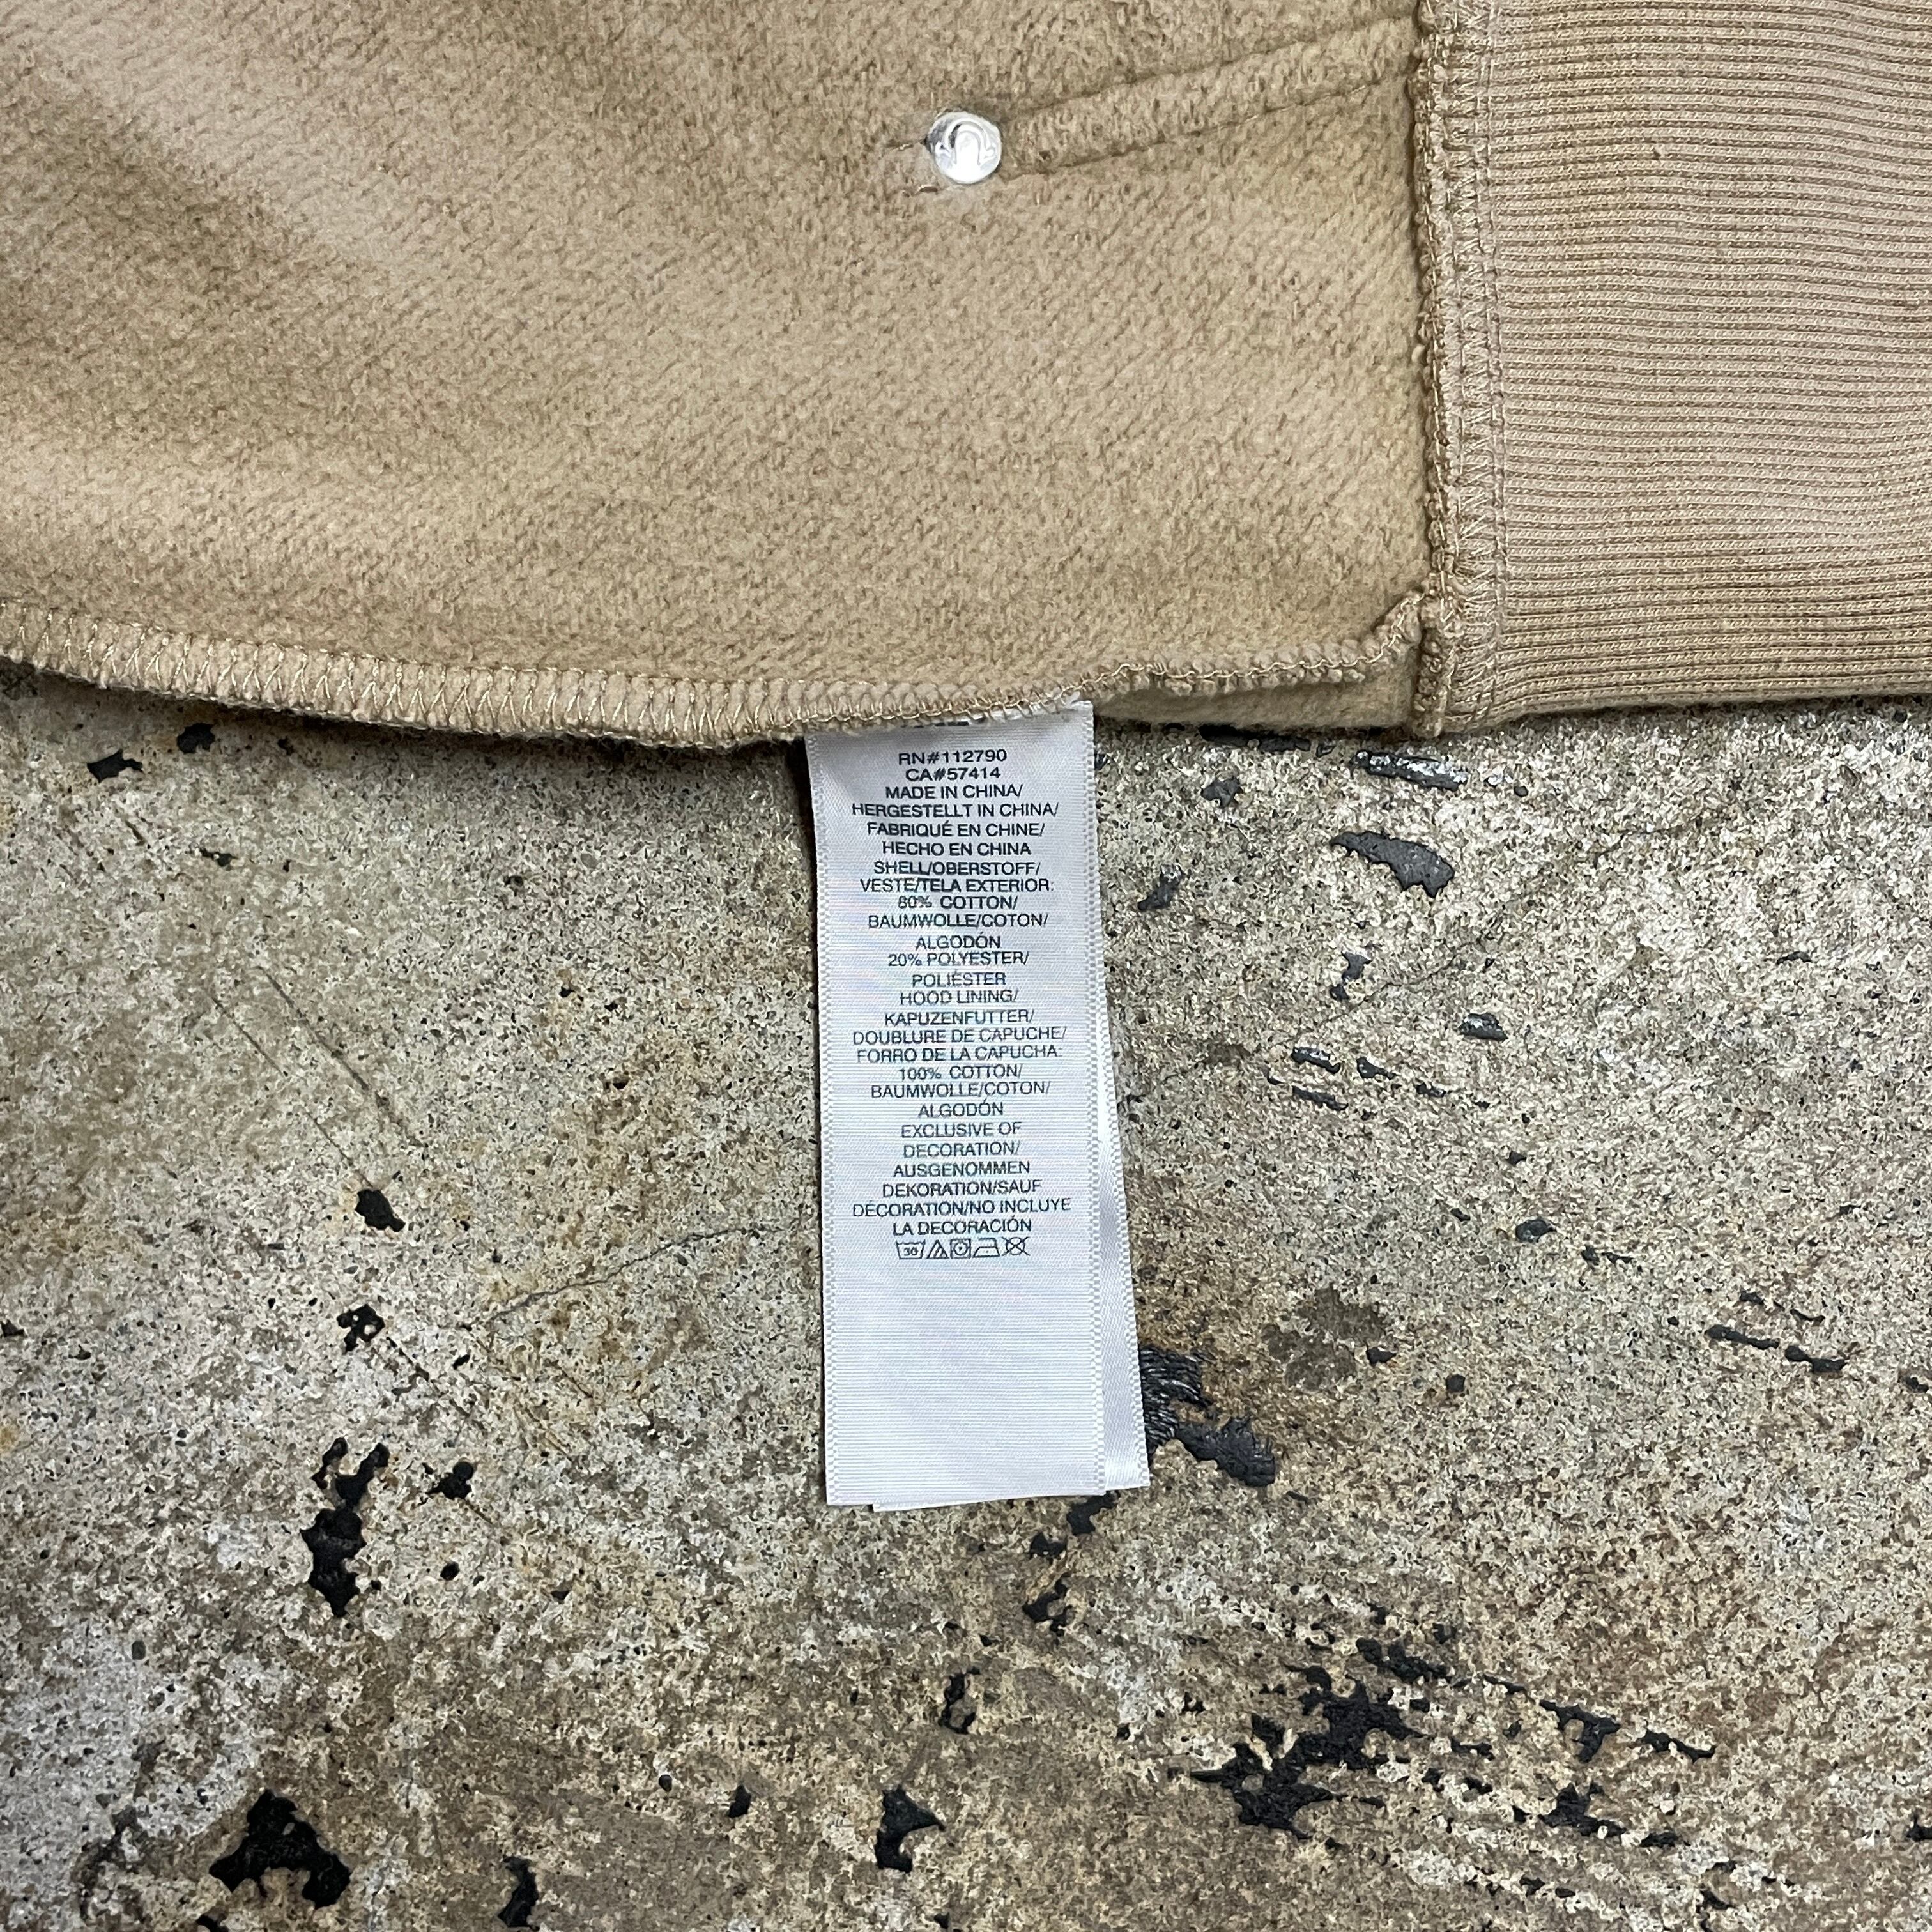 RN#112790
CA#57414
MADE IN CHINA/
HERGESTELLT IN CHINA/
FABRIQUÉ EN CHINE/
HECHO EN CHINA
SHELL/OBERSTOFF/
VESTE/TELA EXTERIOR:
80% COTTON/
BAUMWOLLE/COTON/
ALGODÓN
20% POLYESTER/
POLIÉSTER
HOOD LINING/
KAPUZENFUTTER/
DOUBLURE DE CAPUCHE/
FORRO DE LA CAPUCHA:
100% COTTON/
BAUMWOLLE/COTON/
ALGODÓN
EXCLUSIVE OF
DECORATION/
AUSGENOMMEN
DEKORATION/SAUF
DÉCORATION/NO INCLUYE
LA DECORACIÓN
30